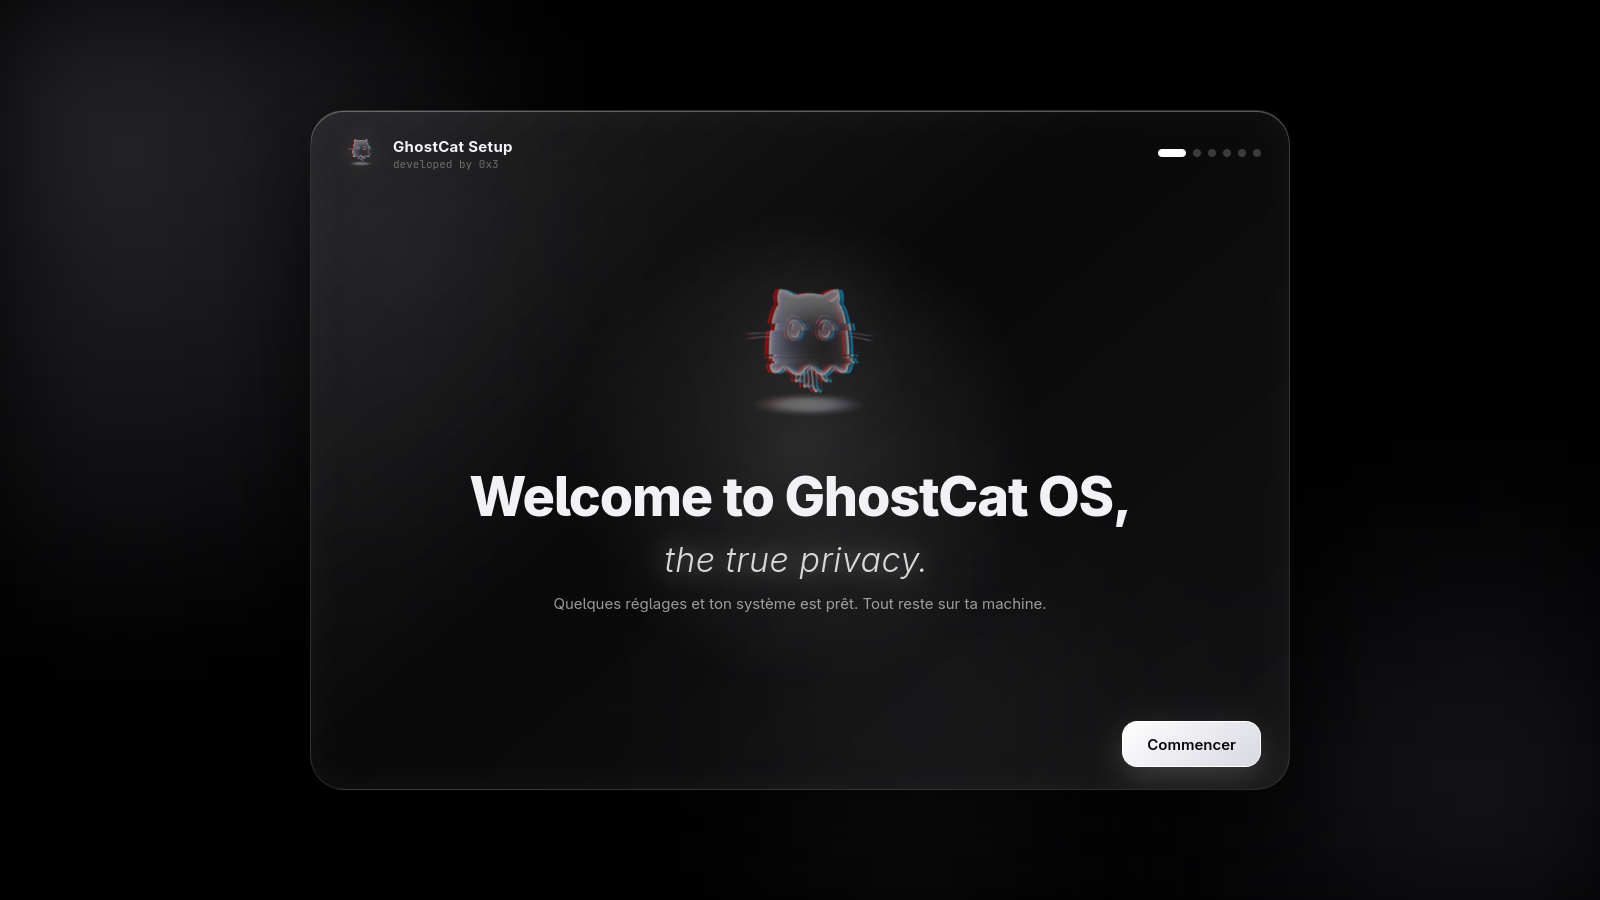 GhostCat Setup
developed by 0x3
Welcome to GhostCat OS,
the true privacy.
Quelques réglages et ton système est prêt. Tout reste sur ta machine.
Commencer